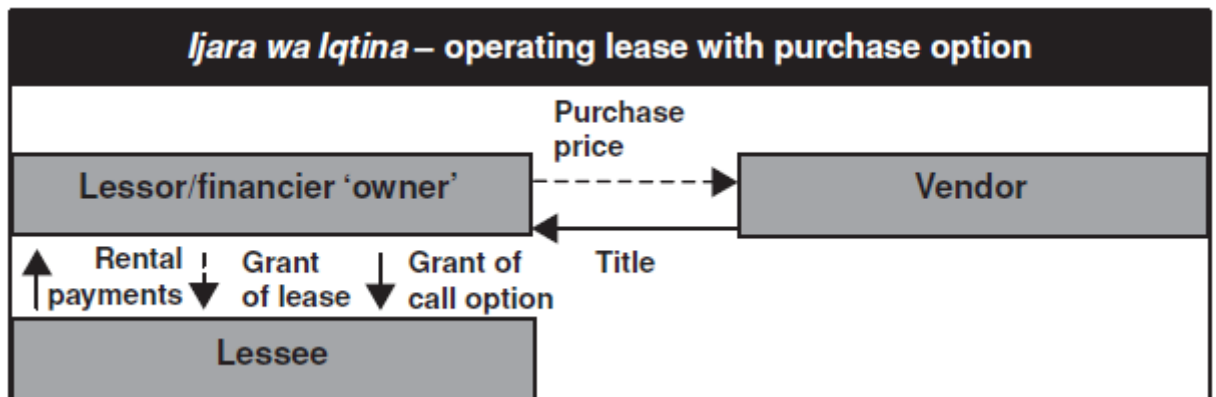 Ijara wa Iqtina – operating lease with purchase option
Purchase
price
Lessor/financier ‘owner’
Vendor
Title
Rental
payments
Grant
of lease
Grant of
call option
Lessee